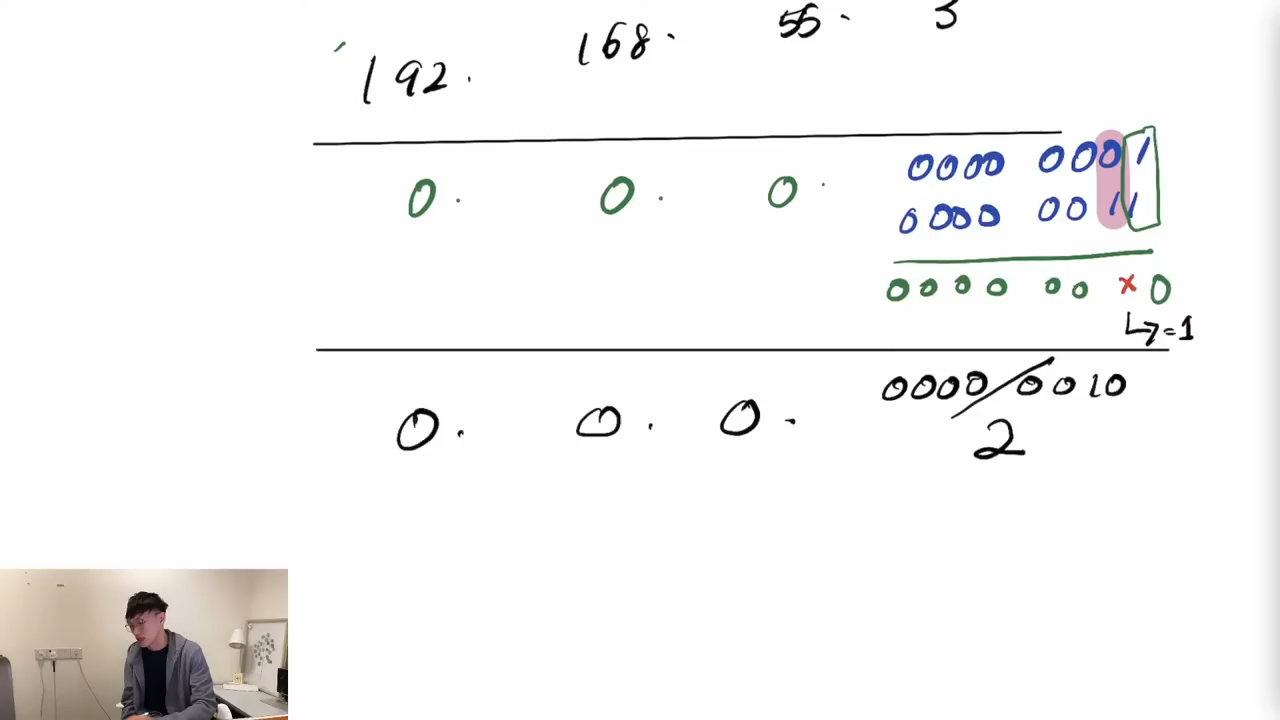 192. 168. 55. 3
0. 0. 0. 0000 0001
0000 0011
0000 00 x 0
↳ = 1
0. 0. 0. 0000 0010
2